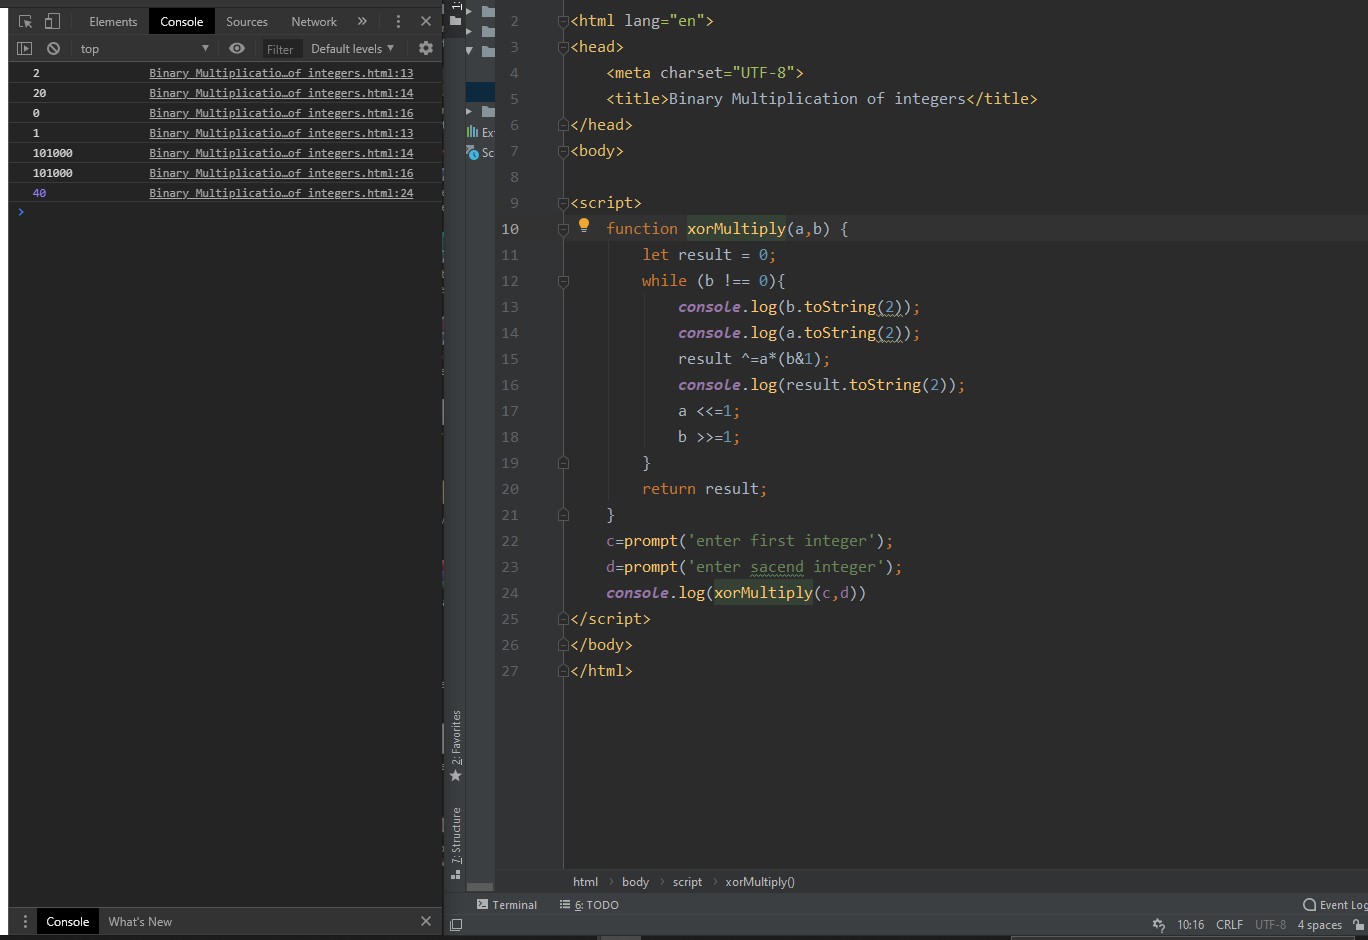 Elements Console Sources Network
top Filter Default levels
2 Binary Multiplicatio…of integers.html:13
20 Binary Multiplicatio…of integers.html:14
0 Binary Multiplicatio…of integers.html:16
1 Binary Multiplicatio…of integers.html:13
101000 Binary Multiplicatio…of integers.html:14
101000 Binary Multiplicatio…of integers.html:16
40 Binary Multiplicatio…of integers.html:24
Console What's New
Ex
Sc
2: Favorites
7: Structure
2 <html lang="en">
3 <head>
4 <meta charset="UTF-8">
5 <title>Binary Multiplication of integers</title>
6 </head>
7 <body>
8
9 <script>
10 function xorMultiply(a,b) {
11 let result = 0;
12 while (b !== 0){
13 console.log(b.toString(2));
14 console.log(a.toString(2));
15 result ^=a*(b&1);
16 console.log(result.toString(2));
17 a <<=1;
18 b >>=1;
19 }
20 return result;
21 }
22 c=prompt('enter first integer');
23 d=prompt('enter sacend integer');
24 console.log(xorMultiply(c,d))
25 </script>
26 </body>
27 </html>
html body script xorMultiply()
Terminal 6: TODO Event Log
10:16 CRLF UTF-8 4 spaces